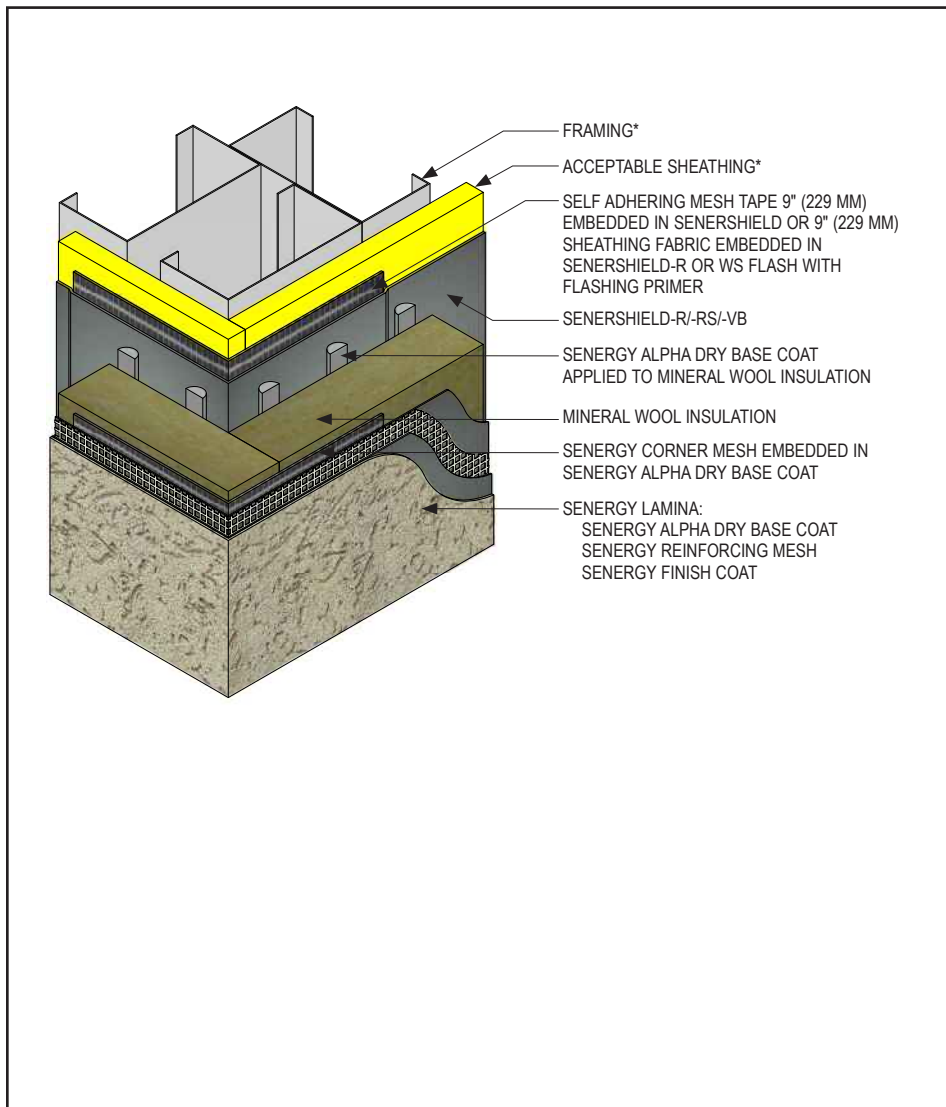 FRAMING*
ACCEPTABLE SHEATHING*
SELF ADHERING MESH TAPE 9" (229 MM)
EMBEDDED IN SENERSHIELD OR 9" (229 MM)
SHEATHING FABRIC EMBEDDED IN
SENERSHIELD-R OR WS FLASH WITH
FLASHING PRIMER
SENERSHIELD-R/-RS/-VB
SENERGY ALPHA DRY BASE COAT
APPLIED TO MINERAL WOOL INSULATION
MINERAL WOOL INSULATION
SENERGY CORNER MESH EMBEDDED IN
SENERGY ALPHA DRY BASE COAT
SENERGY LAMINA:
SENERGY ALPHA DRY BASE COAT
SENERGY REINFORCING MESH
SENERGY FINISH COAT